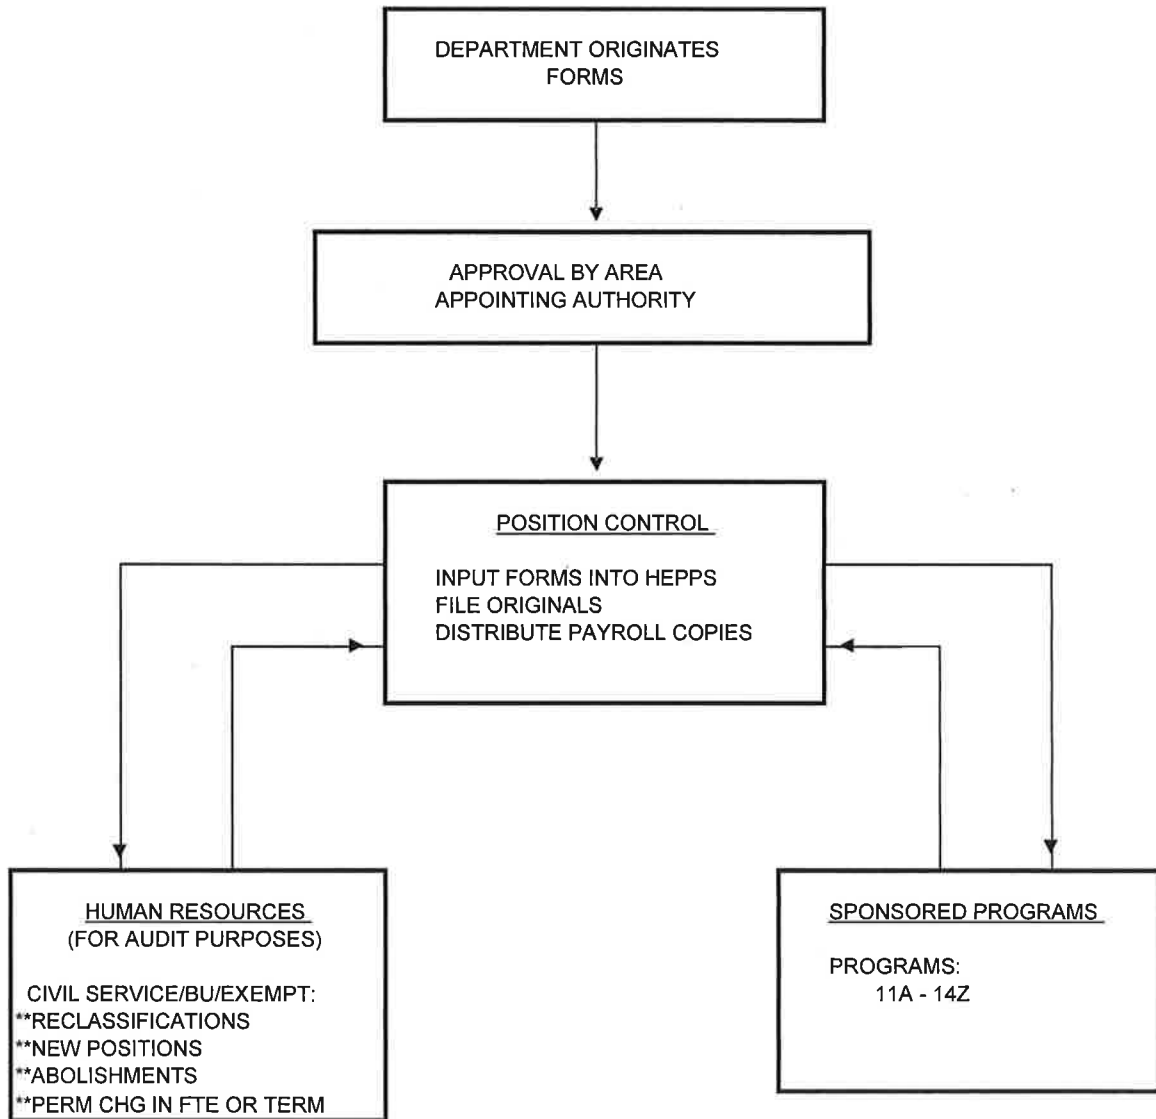 DEPARTMENT ORIGINATES
FORMS
APPROVAL BY AREA
APPOINTING AUTHORITY
POSITION CONTROL
INPUT FORMS INTO HEPPS
FILE ORIGINALS
DISTRIBUTE PAYROLL COPIES
HUMAN RESOURCES
(FOR AUDIT PURPOSES)
CIVIL SERVICE/BU/EXEMPT:
**RECLASSIFICATIONS
**NEW POSITIONS
**ABOLISHMENTS
**PERM CHG IN FTE OR TERM
SPONSORED PROGRAMS
PROGRAMS:
11A - 14Z